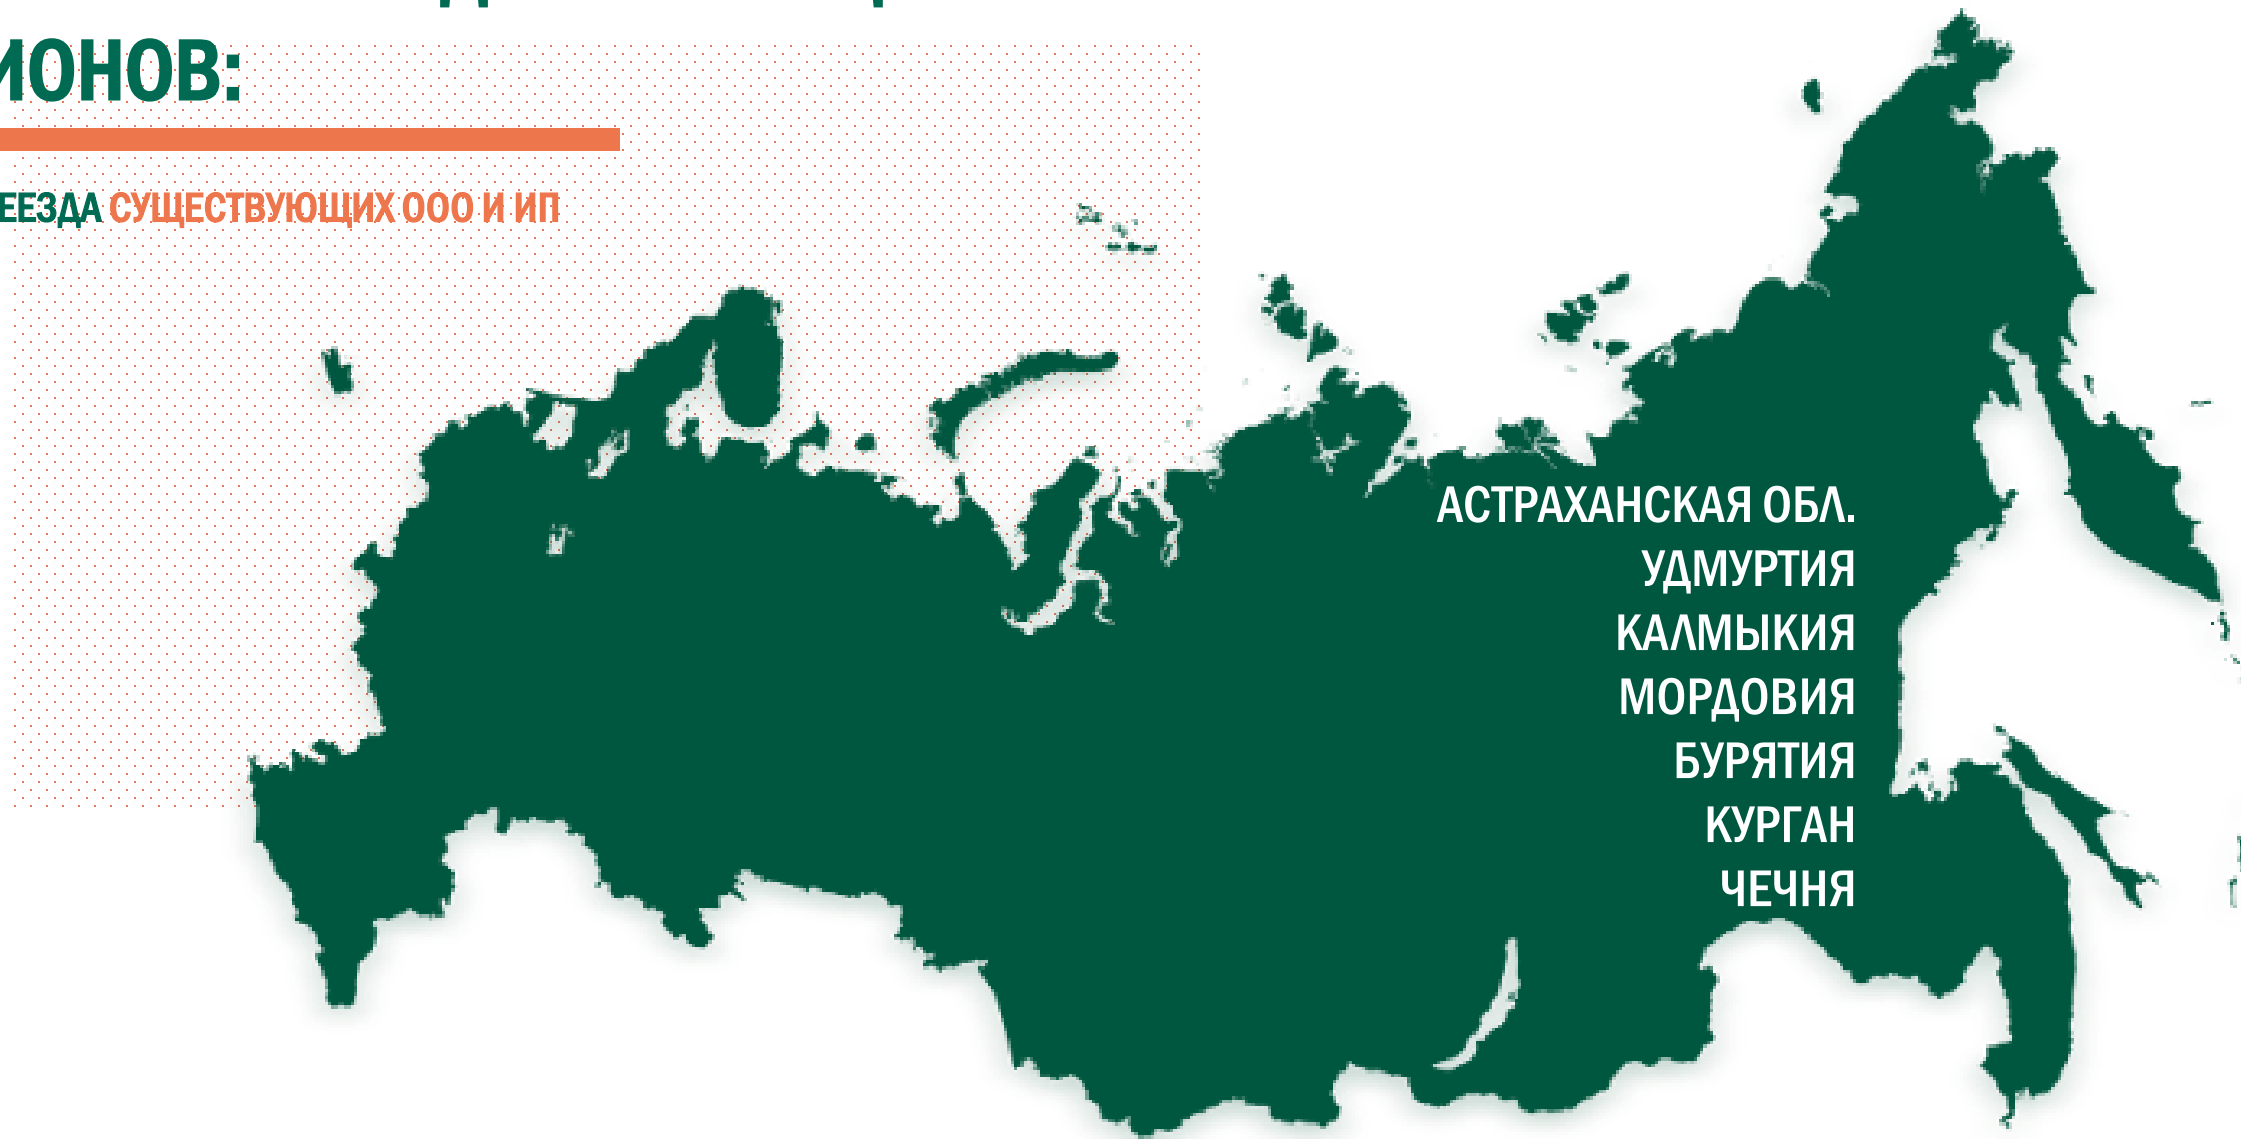 ИОНОВ:
ЕЕЗДА СУЩЕСТВУЮЩИХ ООО И ИП
АСТРАХАНСКАЯ ОБЛ.
УДМУРТИЯ
КАЛМЫКИЯ
МОРДОВИЯ
БУРЯТИЯ
КУРГАН
ЧЕЧНЯ